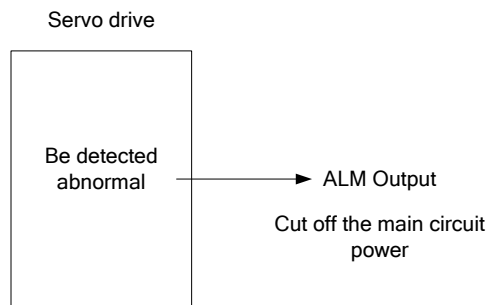 Servo drive
Be detected
abnormal
ALM Output
Cut off the main circuit
power